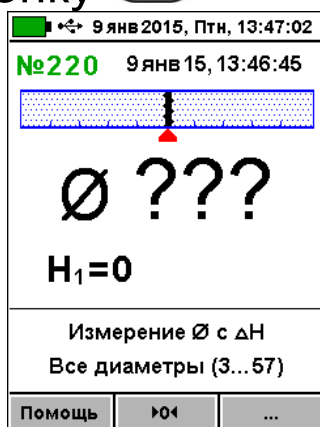 9 янв 2015, Птн, 13:47:02
№220 9 янв 15, 13:46:45
Ø ???
H₁=0
Измерение Ø с ΔH
Все диаметры (3...57)
Помощь ▸0◂ ...